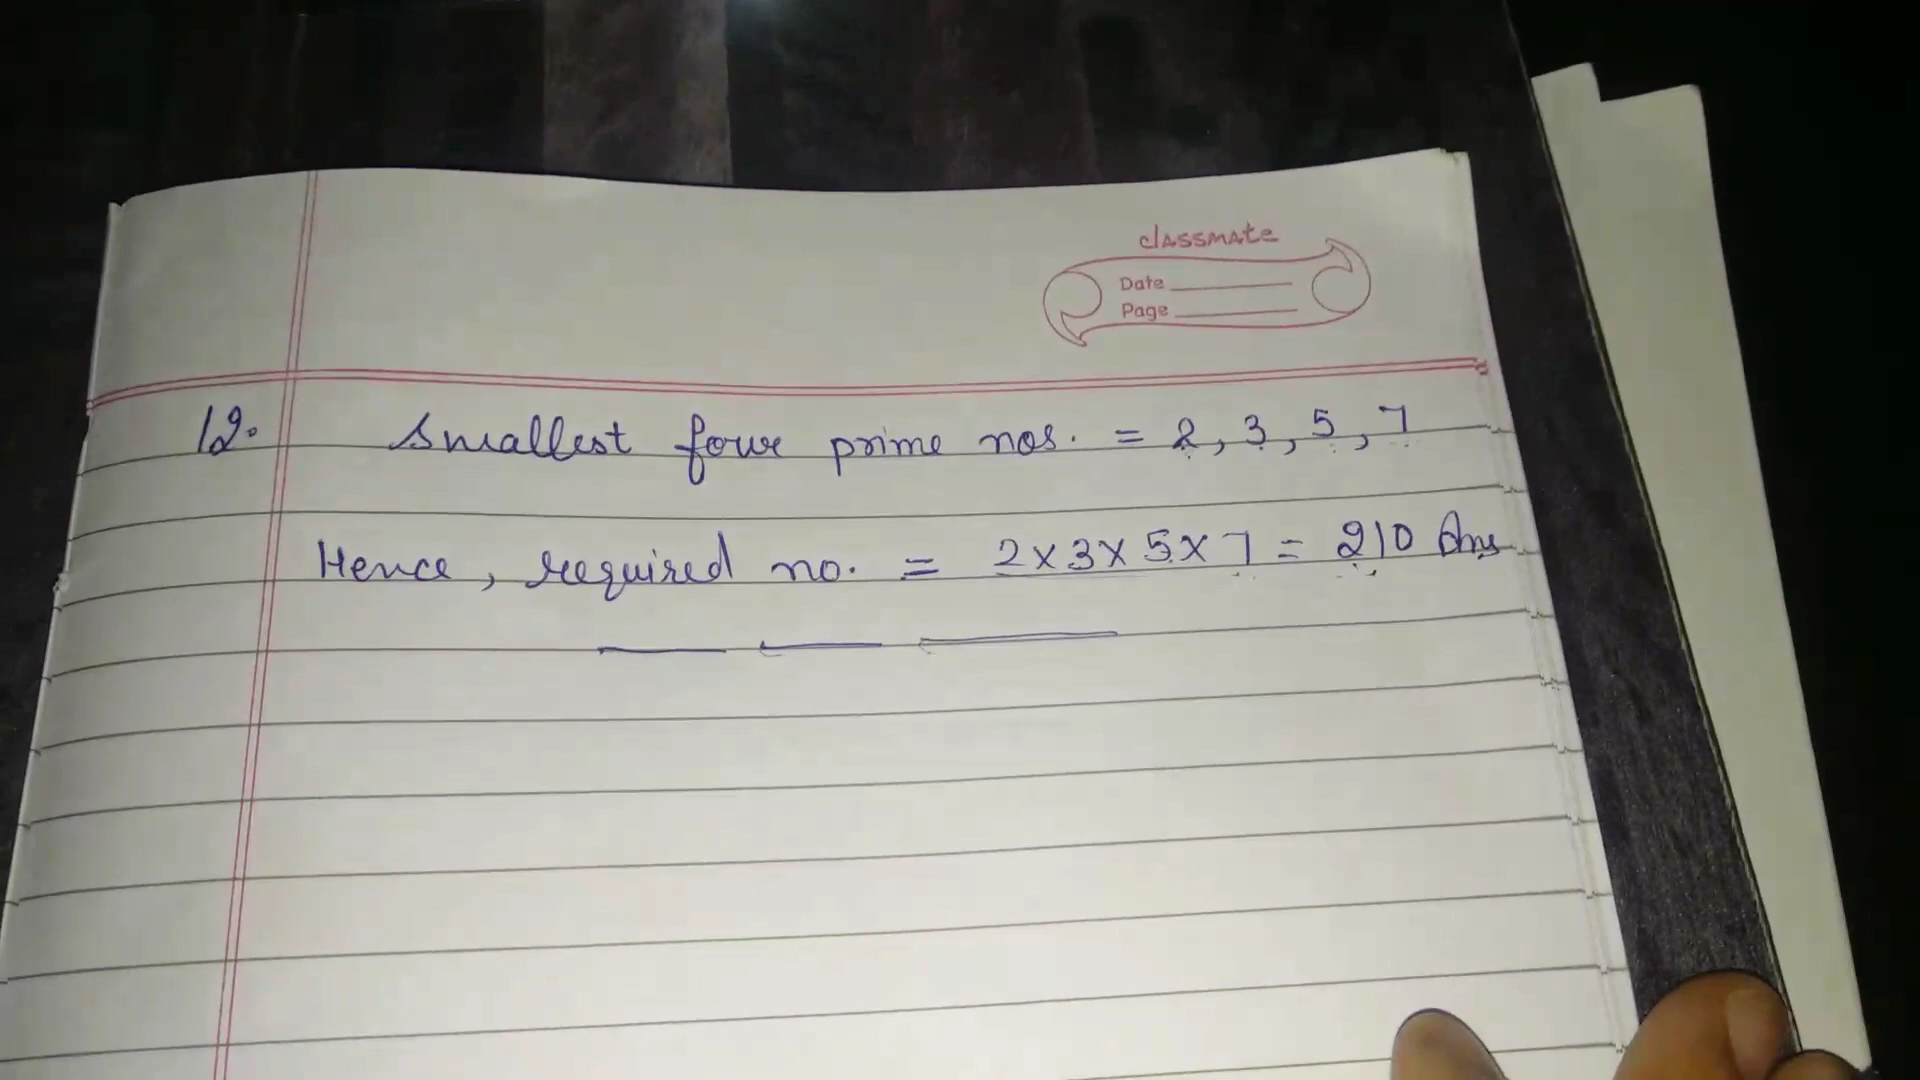 classmate
Date
Page
12. Smallest four prime nos. = 2, 3, 5, 7
Hence, required no. = 2×3×5×7 = 210 Ans